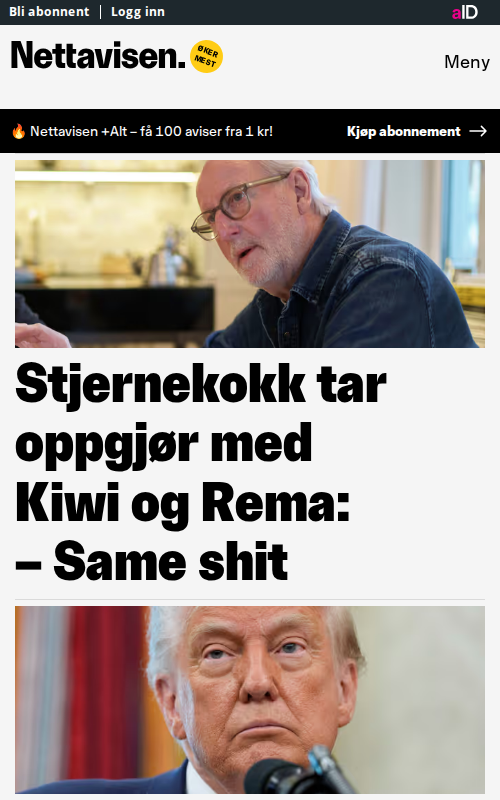 Bli abonnent | Logg inn
aID
Nettavisen.
ØKER
MEST
Meny
🔥 Nettavisen +Alt – få 100 aviser fra 1 kr!
Kjøp abonnement →
Stjernekokk tar
oppgjør med
Kiwi og Rema:
– Same shit